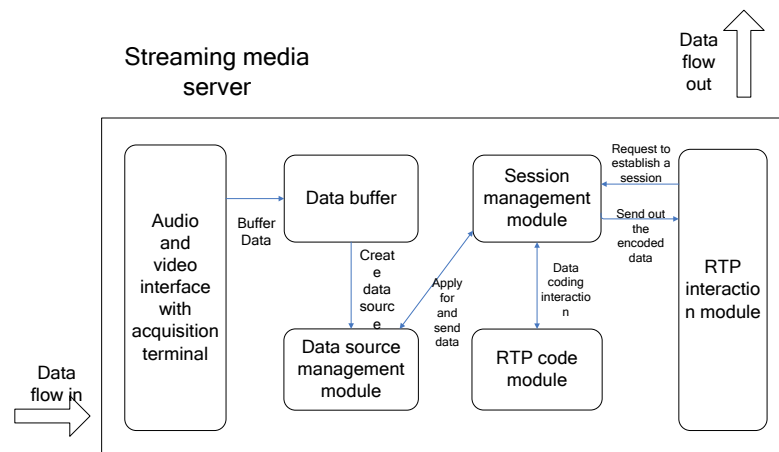 Streaming media
server
Data
flow
out
Audio
and
video
interface
with
acquisition
terminal
Buffer
Data
Data buffer
Creat
e
data
sourc
e
Data source
management
module
Apply
for
and
send
data
Session
management
module
Data
coding
interactio
n
RTP code
module
Request to
establish a
session
Send out
the
encoded
data
RTP
interactio
n module
Data
flow in